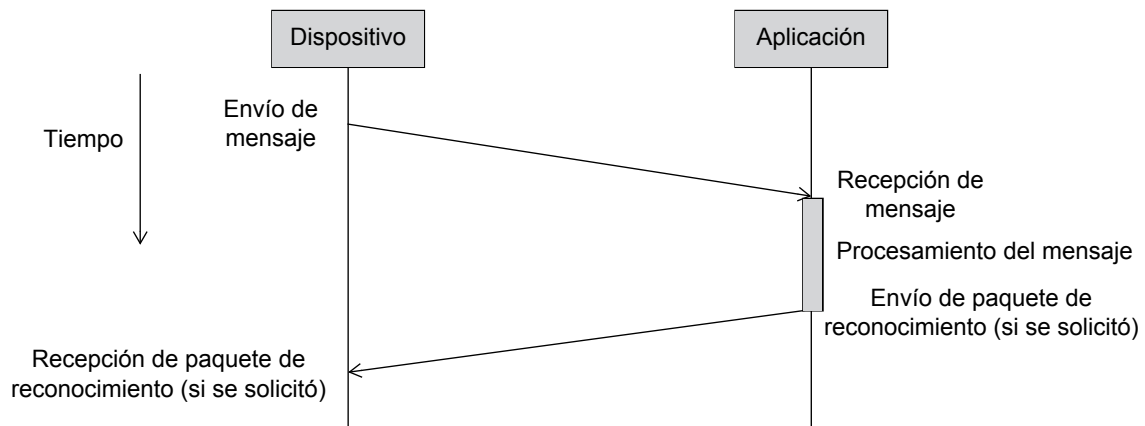 Dispositivo
Aplicación
Envío de
mensaje
Tiempo
Recepción de
mensaje
Procesamiento del mensaje
Envío de paquete de
reconocimiento (si se solicitó)
Recepción de paquete de
reconocimiento (si se solicitó)